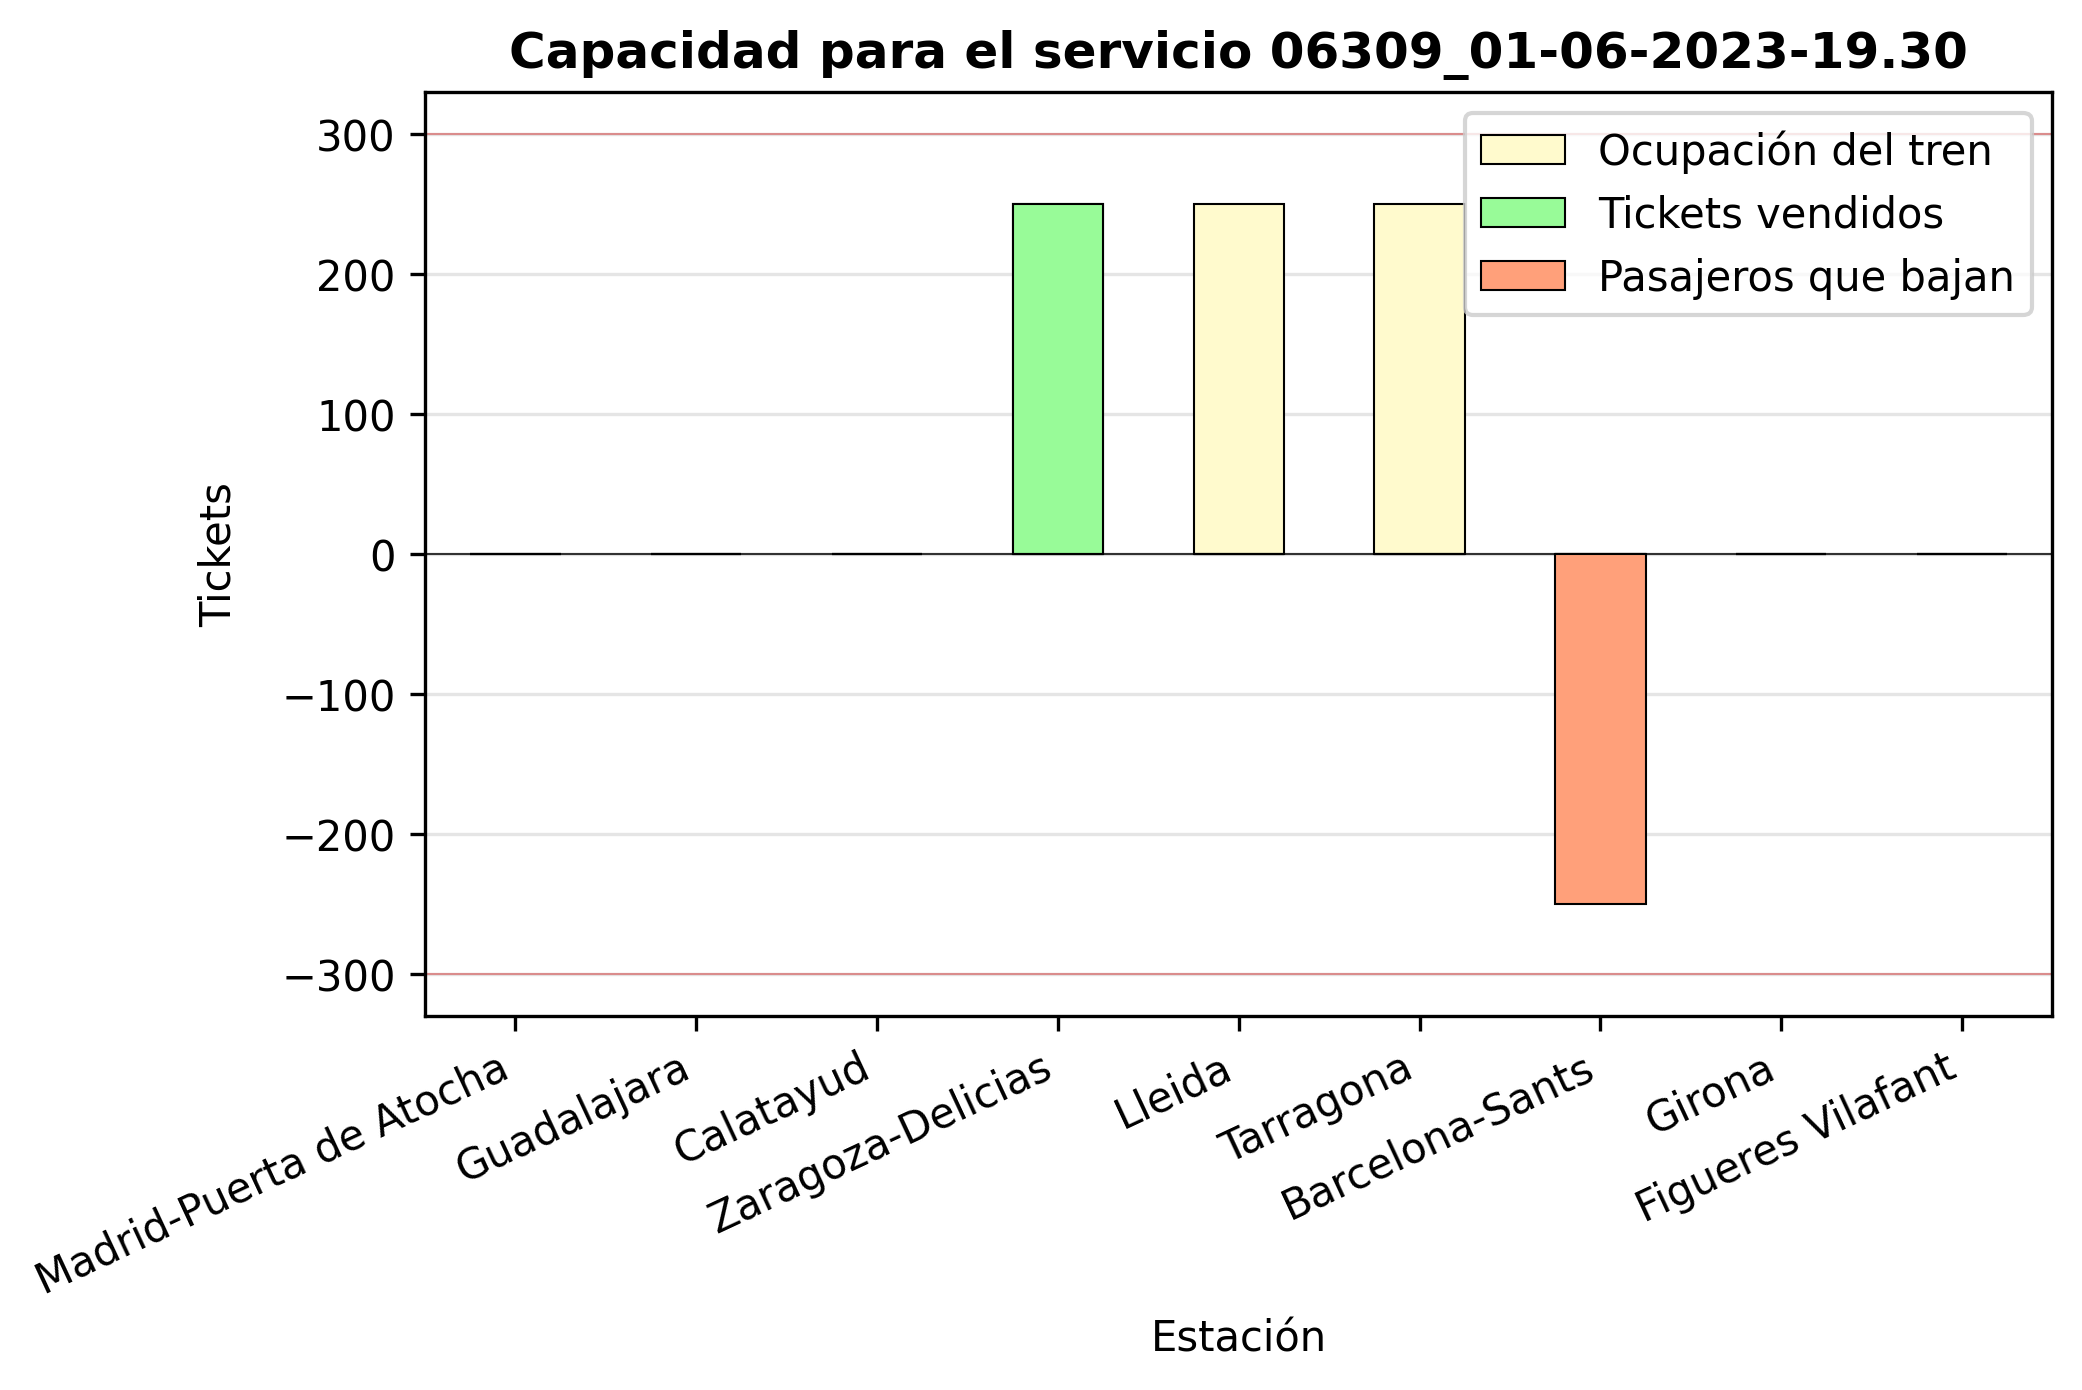 Capacidad para el servicio 06309_01-06-2023-19.30
Ocupación del tren
Tickets vendidos
Pasajeros que bajan
300
200
100
0
−100
−200
−300
Tickets
Madrid-Puerta de Atocha
Guadalajara
Calatayud
Zaragoza-Delicias
Lleida
Tarragona
Barcelona-Sants
Girona
Figueres Vilafant
Estación